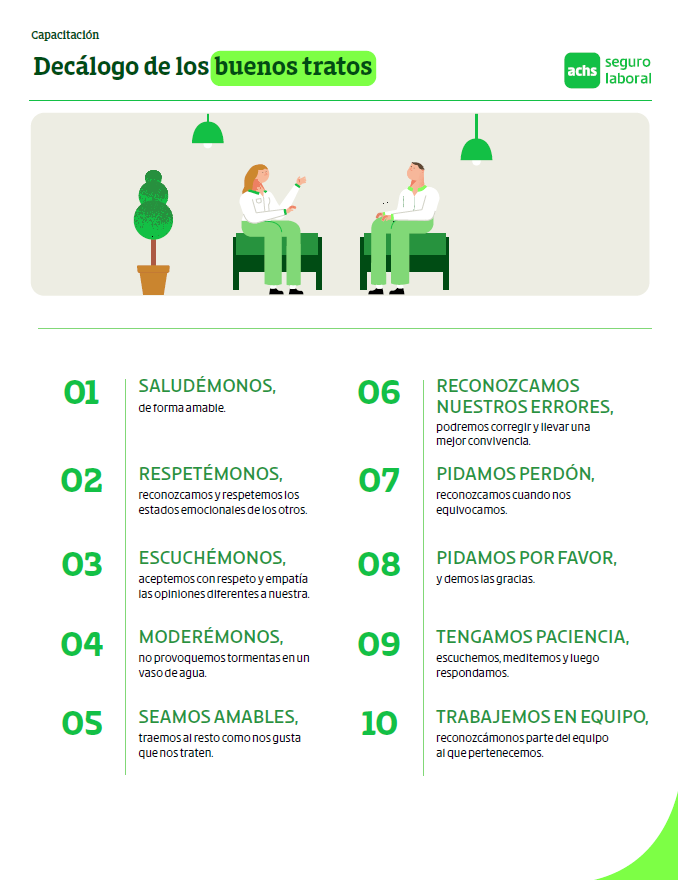 Capacitación
Decálogo de los buenos tratos
achs
seguro
laboral
01
SALUDÉMONOS,
de forma amable.
02
RESPETÉMONOS,
reconozcamos y respetemos los
estados emocionales de los otros.
03
ESCUCHÉMONOS,
aceptemos con respeto y empatía
las opiniones diferentes a nuestra.
04
MODERÉMONOS,
no provoquemos tormentas en un
vaso de agua.
05
SEAMOS AMABLES,
traemos al resto como nos gusta
que nos traten.
06
RECONOZCAMOS
NUESTROS ERRORES,
podremos corregir y llevar una
mejor convivencia.
07
PIDAMOS PERDÓN,
reconozcamos cuando nos
equivocamos.
08
PIDAMOS POR FAVOR,
y demos las gracias.
09
TENGAMOS PACIENCIA,
escuchemos, meditemos y luego
respondamos.
10
TRABAJEMOS EN EQUIPO,
reconozcámonos parte del equipo
al que pertenecemos.